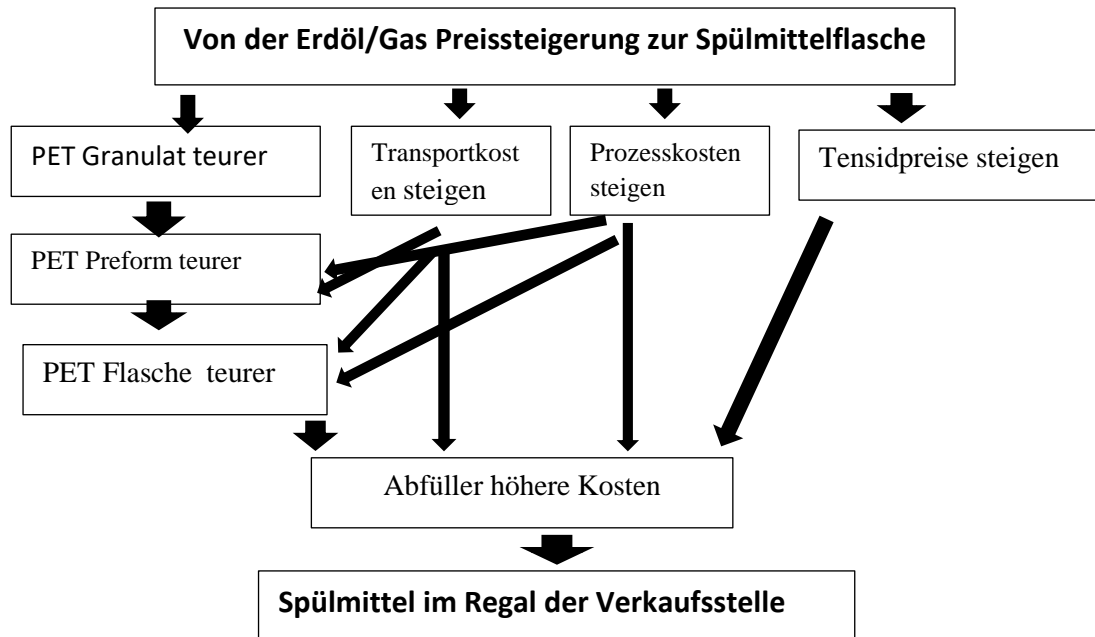 Von der Erdöl/Gas Preissteigerung zur Spülmittelflasche
PET Granulat teurer
Transportkost
en steigen
Prozesskosten
steigen
Tensidpreise steigen
PET Preform teurer
PET Flasche  teurer
Abfüller höhere Kosten
Spülmittel im Regal der Verkaufsstelle